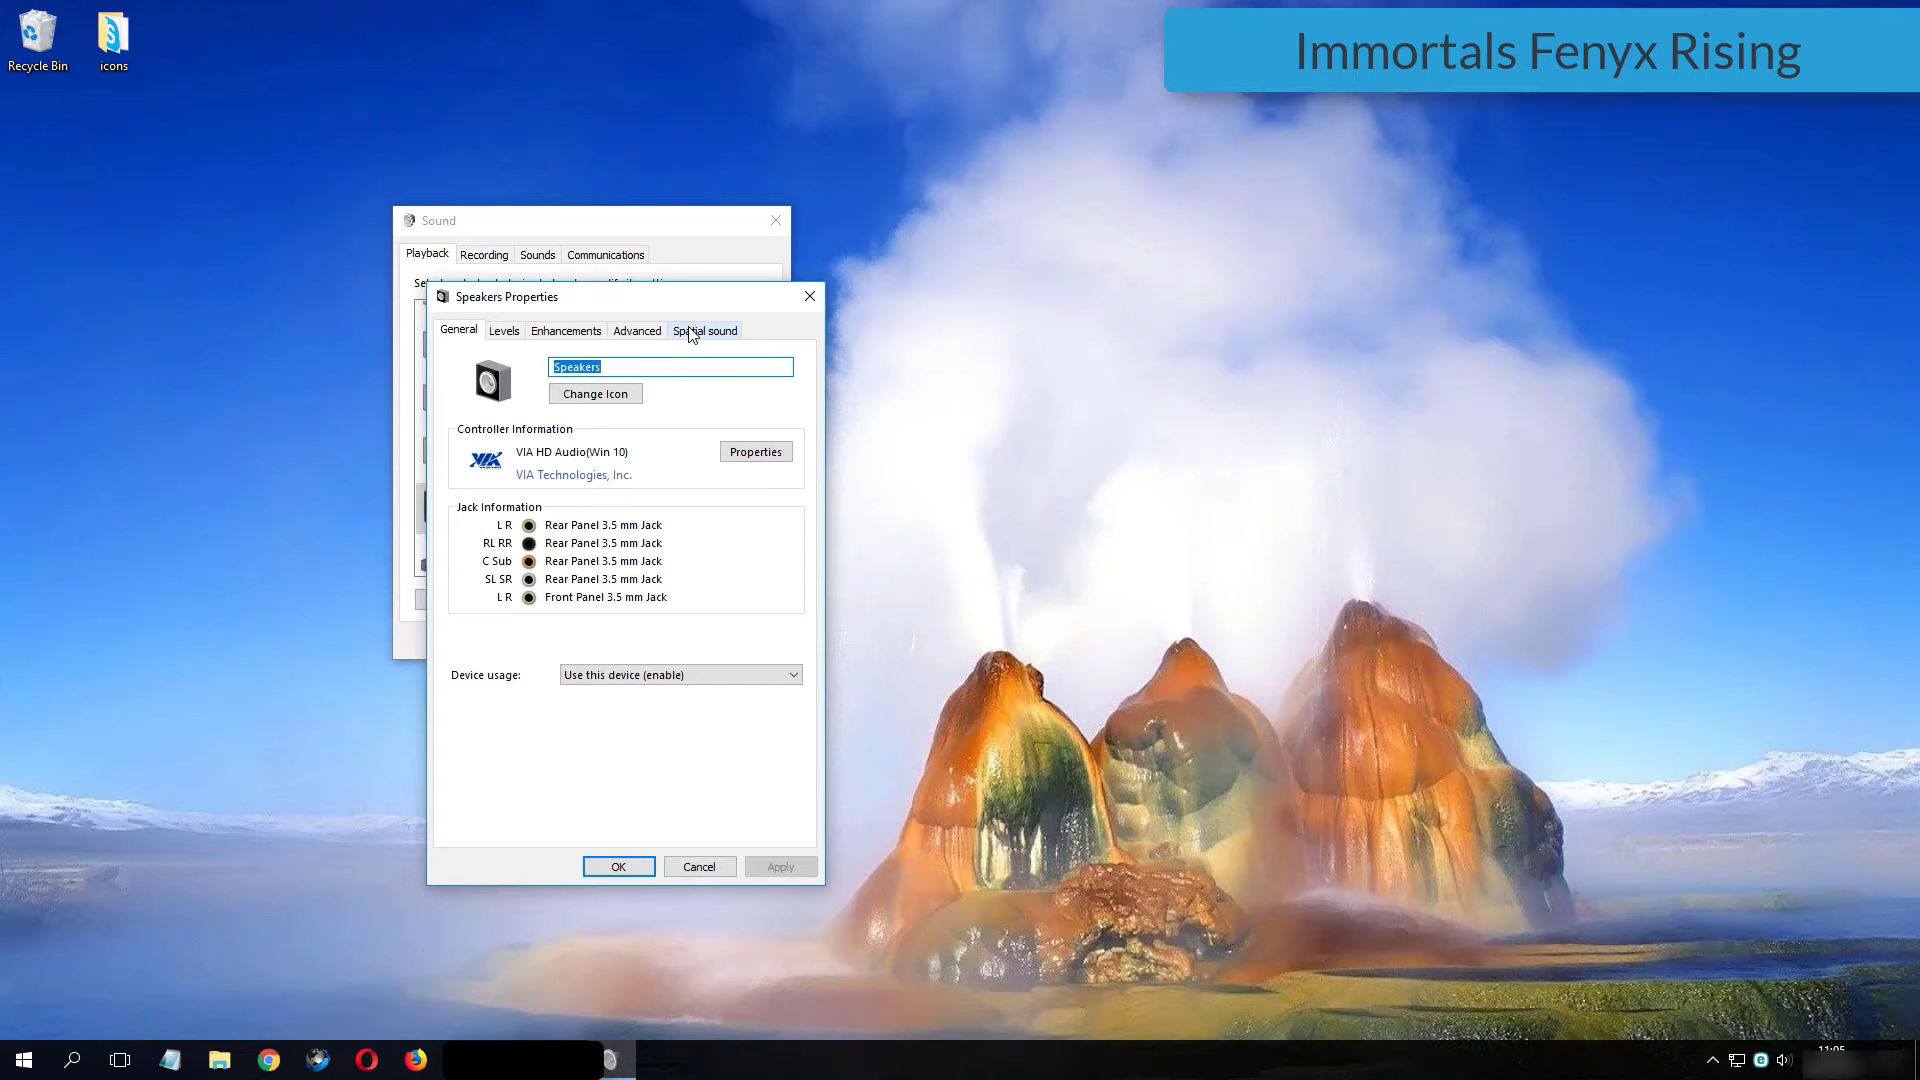 Recycle Bin
icons
Immortals Fenyx Rising
Sound
Playback
Recording
Sounds
Communications
Speakers Properties
General
Levels
Enhancements
Advanced
Spatial sound
Speakers
Change Icon
Controller Information
VIA
VIA HD Audio(Win 10)
Properties
VIA Technologies, Inc.
Jack Information
L R Rear Panel 3.5 mm Jack
RL RR Rear Panel 3.5 mm Jack
C Sub Rear Panel 3.5 mm Jack
SL SR Rear Panel 3.5 mm Jack
L R Front Panel 3.5 mm Jack
Device usage:
Use this device (enable)
OK
Cancel
Apply
11:05